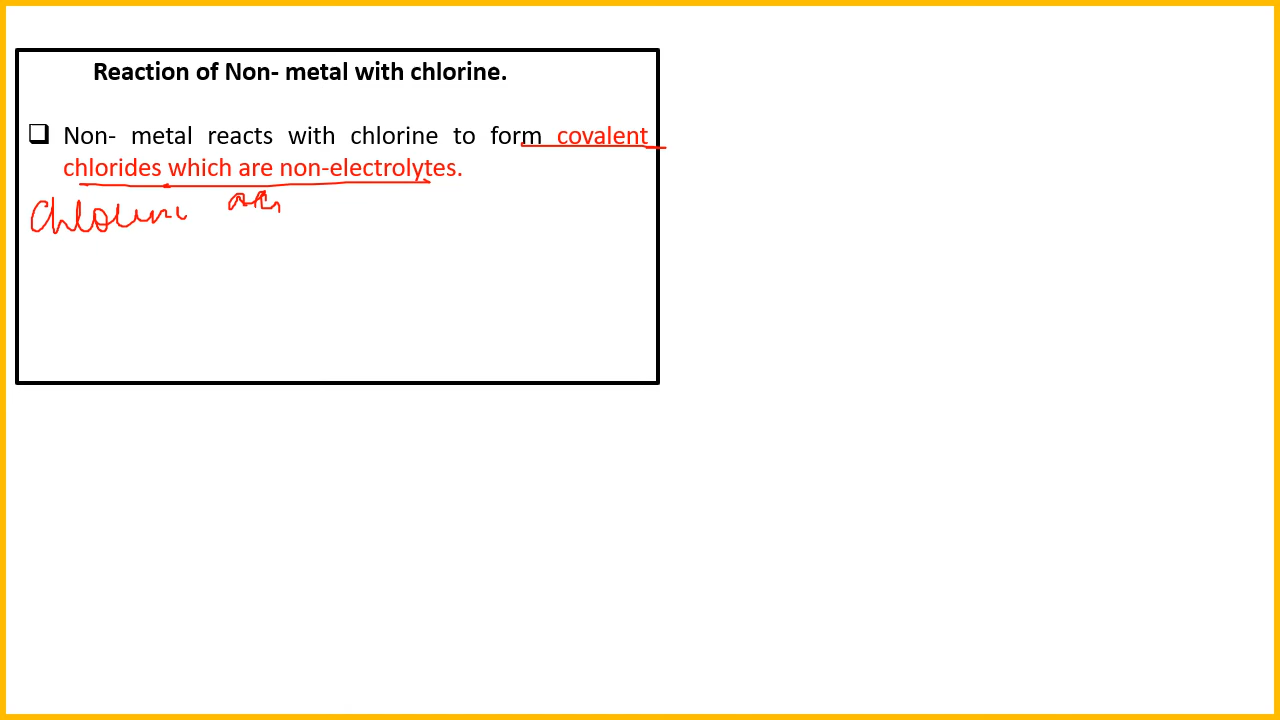 Reaction of Non- metal with chlorine.
❑ Non- metal reacts with chlorine to form covalent
chlorides which are non-electrolytes.